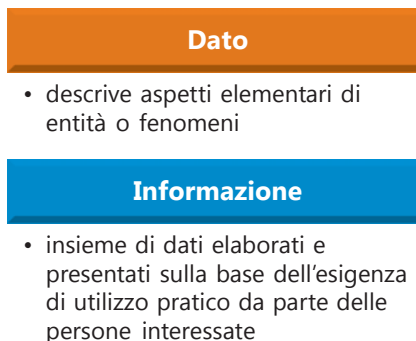 Dato
• descrive aspetti elementari di
entità o fenomeni
Informazione
• insieme di dati elaborati e
presentati sulla base dell'esigenza
di utilizzo pratico da parte delle
persone interessate